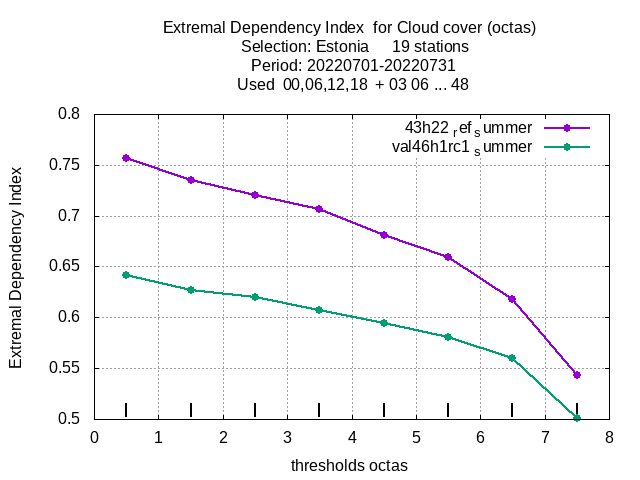 Extremal Dependency Index for Cloud cover (octas)
Selection: Estonia 19 stations
Period: 20220701-20220731
Used 00,06,12,18 + 03 06 ... 48
0.8
0.75
0.7
0.65
0.6
0.55
0.5
Extremal Dependency Index
43h22 ref summer
val46h1rc1 summer
0 1 2 3 4 5 6 7 8
thresholds octas